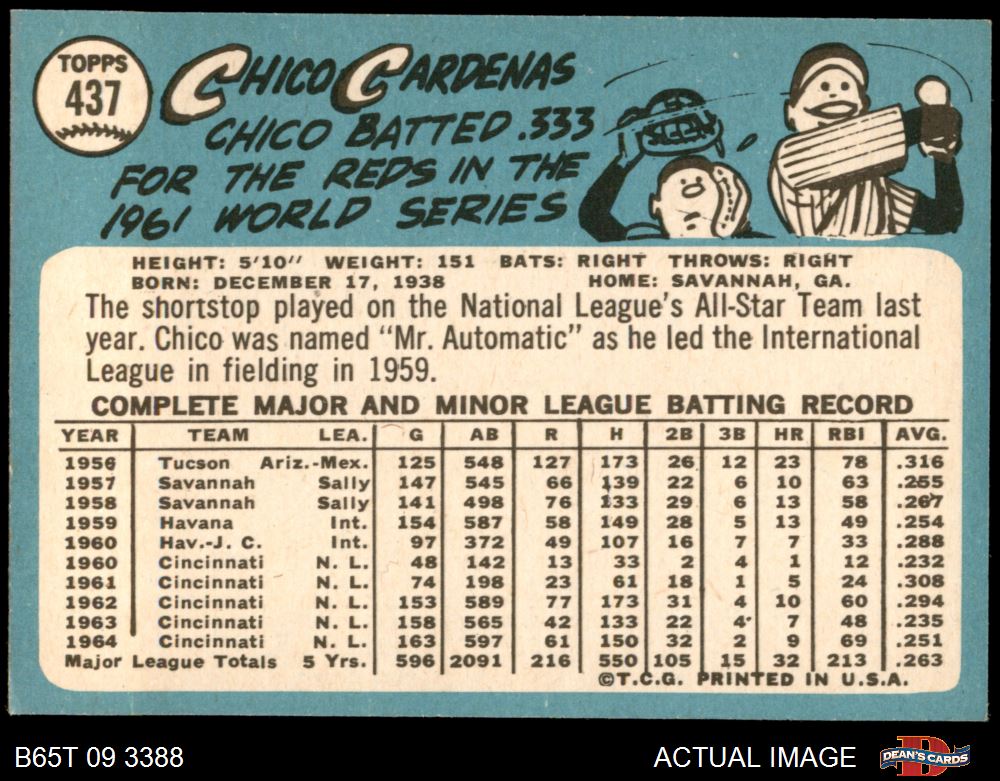 TOPPS
437
CHICO CARDENAS
CHICO BATTED .333
FOR THE REDS IN THE
1961 WORLD SERIES
HEIGHT: 5'10" WEIGHT: 151 BATS: RIGHT THROWS: RIGHT
BORN: DECEMBER 17, 1938 HOME: SAVANNAH, GA.
The shortstop played on the National League's All-Star Team last
year. Chico was named "Mr. Automatic" as he led the International
League in fielding in 1959.
COMPLETE MAJOR AND MINOR LEAGUE BATTING RECORD
YEAR TEAM LEA. G AB R H 2B 3B HR RBI AVG.
1956 Tucson Ariz.-Mex. 125 548 127 173 26 12 23 78 .316
1957 Savannah Sally 147 545 66 139 22 6 10 63 .255
1958 Savannah Sally 141 498 76 133 29 6 13 58 .267
1959 Havana Int. 154 587 58 149 28 5 13 49 .254
1960 Hav.-J. C. Int. 97 372 49 107 16 7 7 33 .288
1960 Cincinnati N. L. 48 142 13 33 2 4 1 12 .232
1961 Cincinnati N. L. 74 198 23 61 18 1 5 24 .308
1962 Cincinnati N. L. 153 589 77 173 31 4 10 60 .294
1963 Cincinnati N. L. 158 565 42 133 22 4 7 48 .235
1964 Cincinnati N. L. 163 597 61 150 32 2 9 69 .251
Major League Totals 5 Yrs. 596 2091 216 550 105 15 32 213 .263
©T.C.G. PRINTED IN U.S.A.
B65T 09 3388 ACTUAL IMAGE DEAN'S CARDS